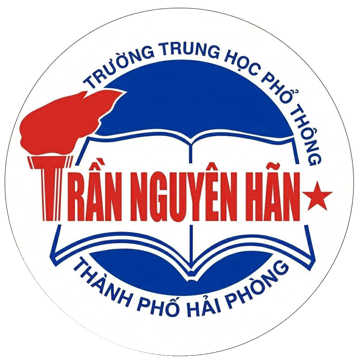 TRƯỜNG TRUNG HỌC PHỔ THÔNG
TRẦN NGUYÊN HÃN
THÀNH PHỐ HẢI PHÒNG